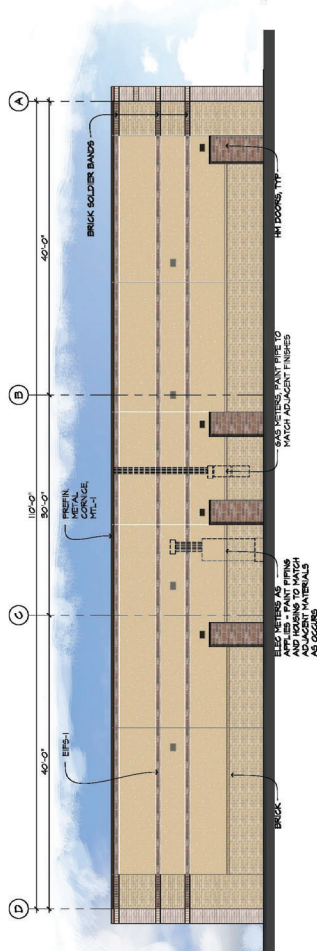 D
C
B
A
110'-0"
40'-0"
30'-0"
40'-0"
EIFS-1
PREFIN.
METAL
CORNICE,
MTL-1
BRICK SOLDIER BANDS
BRICK
ELEC METERS AS
APPLIES - PAINT PIPING
AND HOUSING TO MATCH
ADJACENT MATERIALS
AS OCCURS
GAS METERS, PAINT PIPE TO
MATCH ADJACENT FINISHES
HM DOORS, TYP